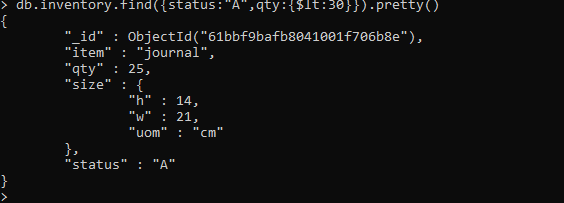 > db.inventory.find({status:"A",qty:{$lt:30}}).pretty()
{
        "_id" : ObjectId("61bbf9bafb8041001f706b8e"),
        "item" : "journal",
        "qty" : 25,
        "size" : {
                "h" : 14,
                "w" : 21,
                "uom" : "cm"
        },
        "status" : "A"
}
>